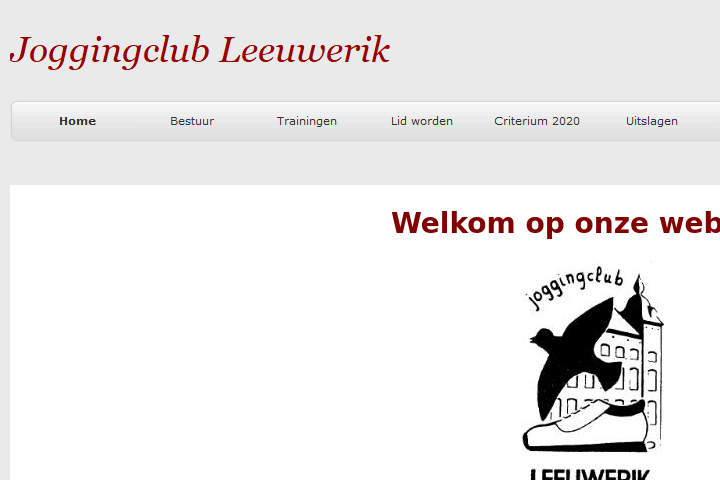 Joggingclub Leeuwerik
Home Bestuur Trainingen Lid worden Criterium 2020 Uitslagen
Welkom op onze web
joggingclub
LEEUWERIK